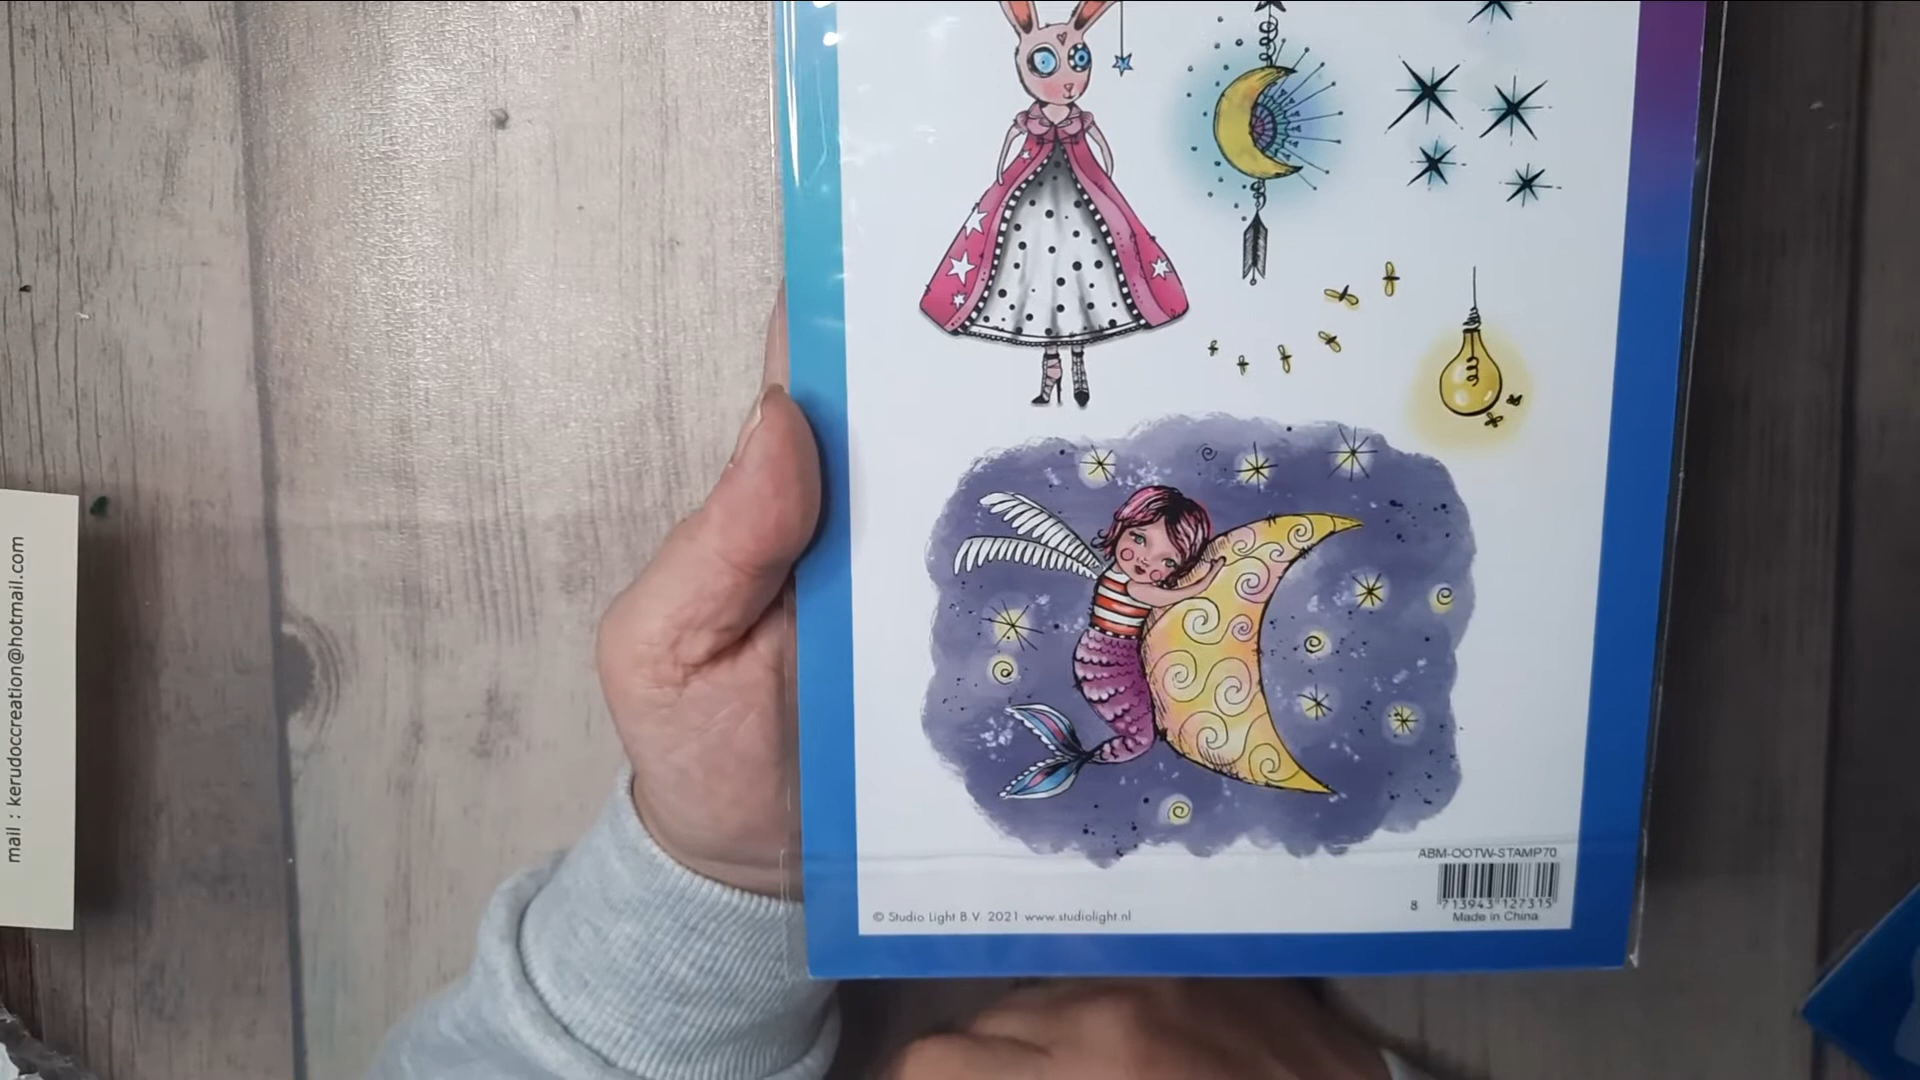 mail : kerudoccreation@hotmail.com
ABM-OOTW-STAMP70
8 713943 127315
Made in China
© Studio Light B.V. 2021 www.studiolight.nl